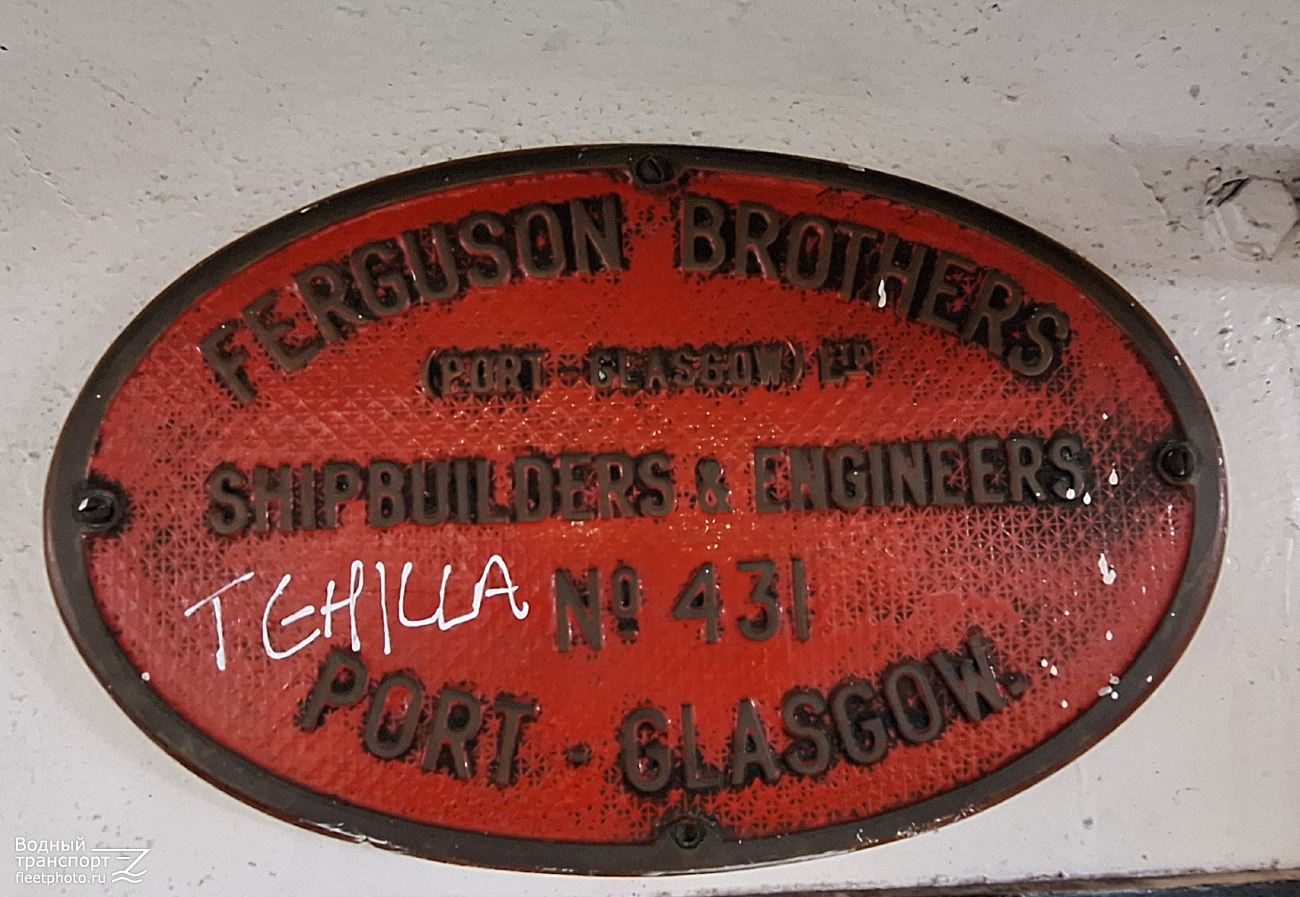 FERGUSON BROTHERS
(PORT-GLASGOW) LTD
SHIPBUILDERS & ENGINEERS
TEHILLA
Nº 431
PORT-GLASGOW.
Водный
транспорт
fleetphoto.ru